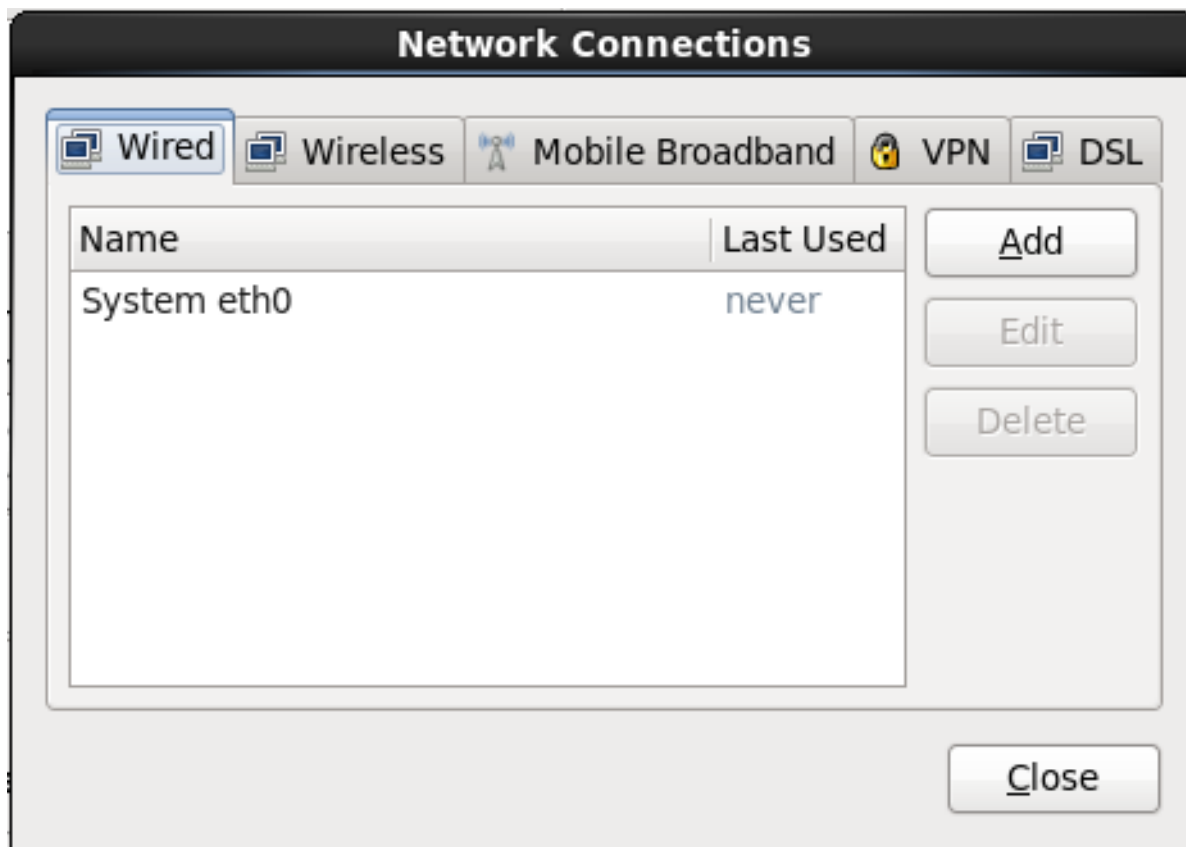 Network Connections
Wired Wireless Mobile Broadband VPN DSL
Name Last Used
System eth0 never
Add
Edit
Delete
Close